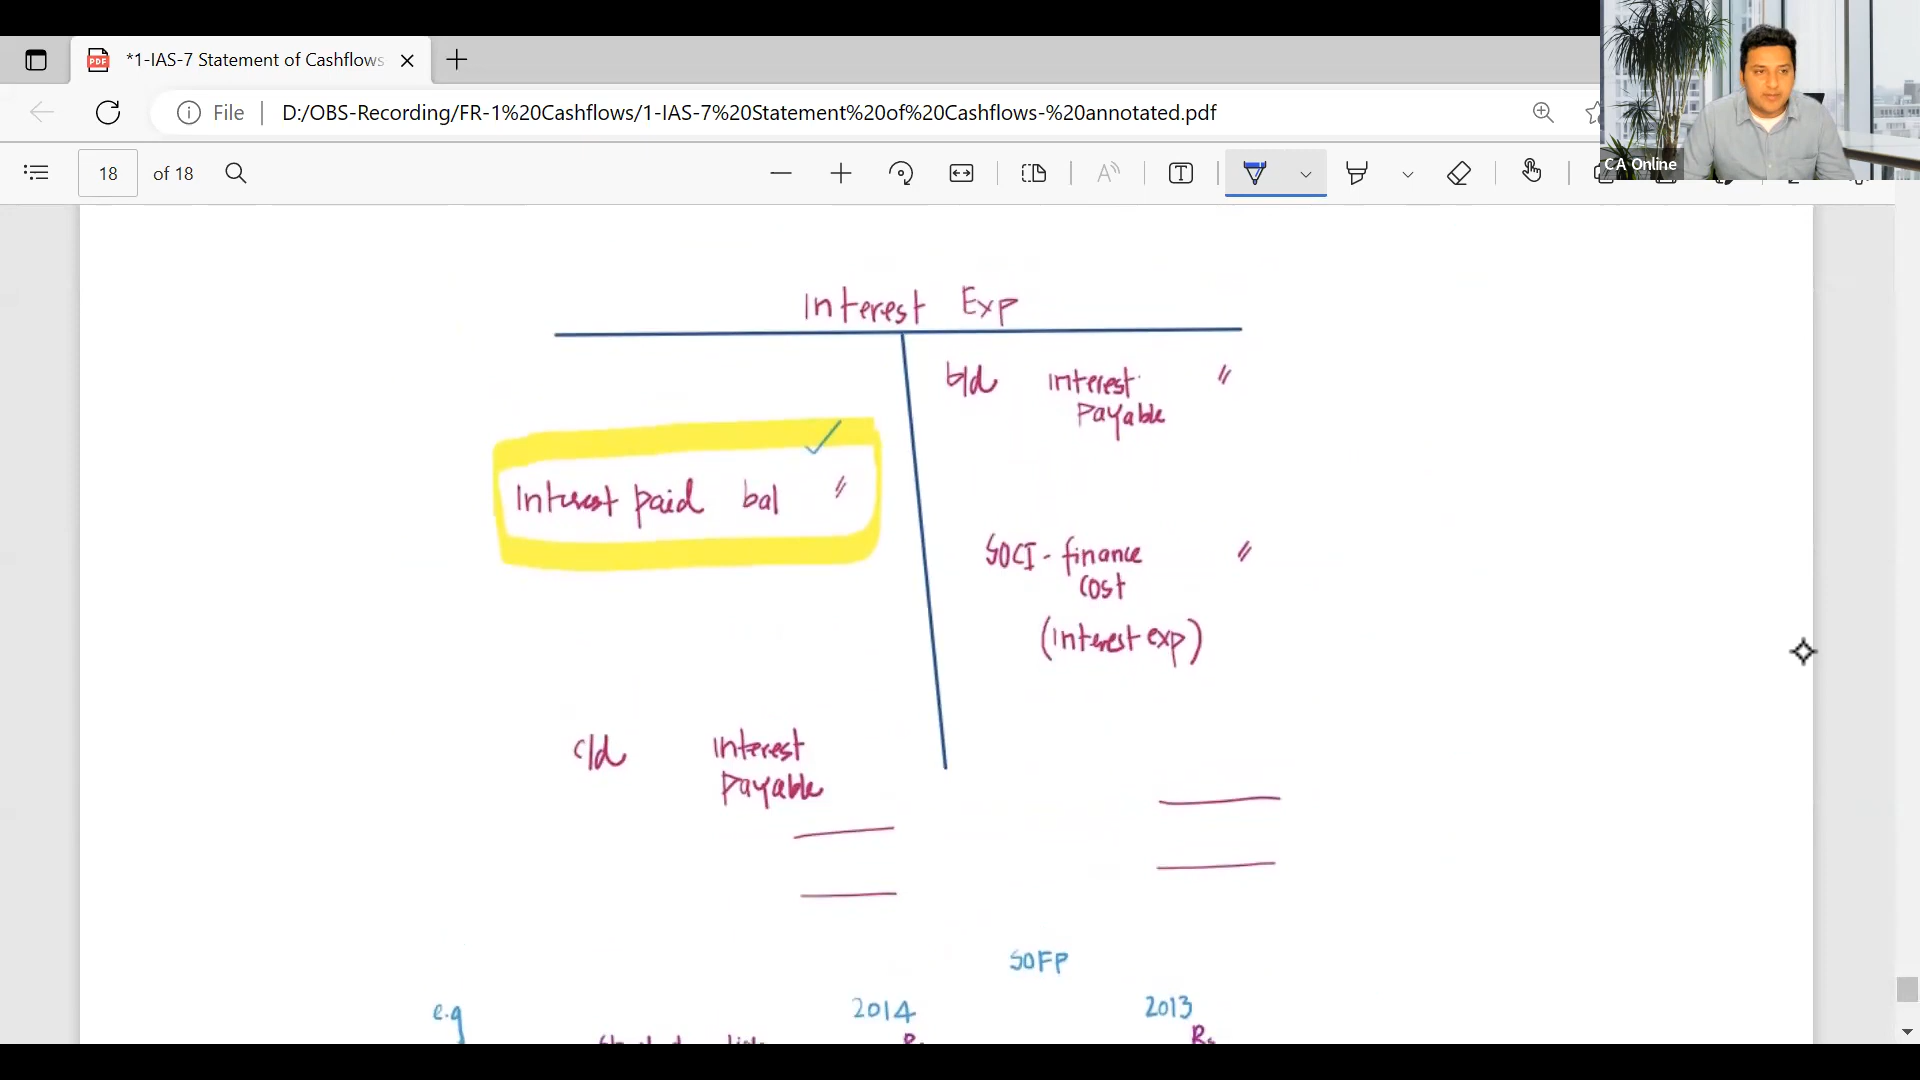 *1-IAS-7 Statement of Cashflows
File
D:/OBS-Recording/FR-1%20Cashflows/1-IAS-7%20Statement%20of%20Cashflows-%20annotated.pdf
18 of 18
CA Online
Interest Exp
b/d Interest Payable "
Interest paid bal "
SOCI - finance cost "
(Interest exp)
c/d Interest Payable
SOFP
e.g 2014 2013
Rs